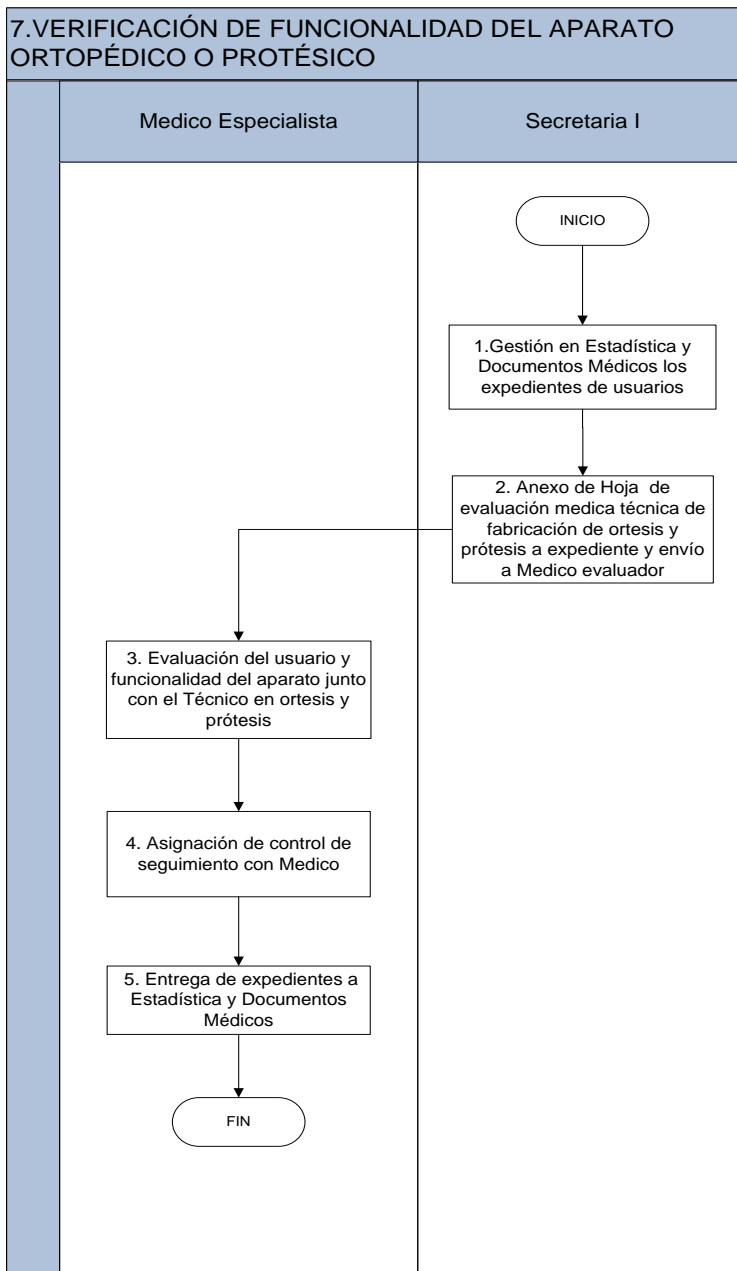 7.VERIFICACIÓN DE FUNCIONALIDAD DEL APARATO
ORTOPÉDICO O PROTÉSICO
Medico Especialista
Secretaria I
INICIO
1.Gestión en Estadística y
Documentos Médicos los
expedientes de usuarios
2. Anexo de Hoja de
evaluación medica técnica de
fabricación de ortesis y
prótesis a expediente y envío
a Medico evaluador
3. Evaluación del usuario y
funcionalidad del aparato junto
con el Técnico en ortesis y
prótesis
4. Asignación de control de
seguimiento con Medico
5. Entrega de expedientes a
Estadística y Documentos
Médicos
FIN